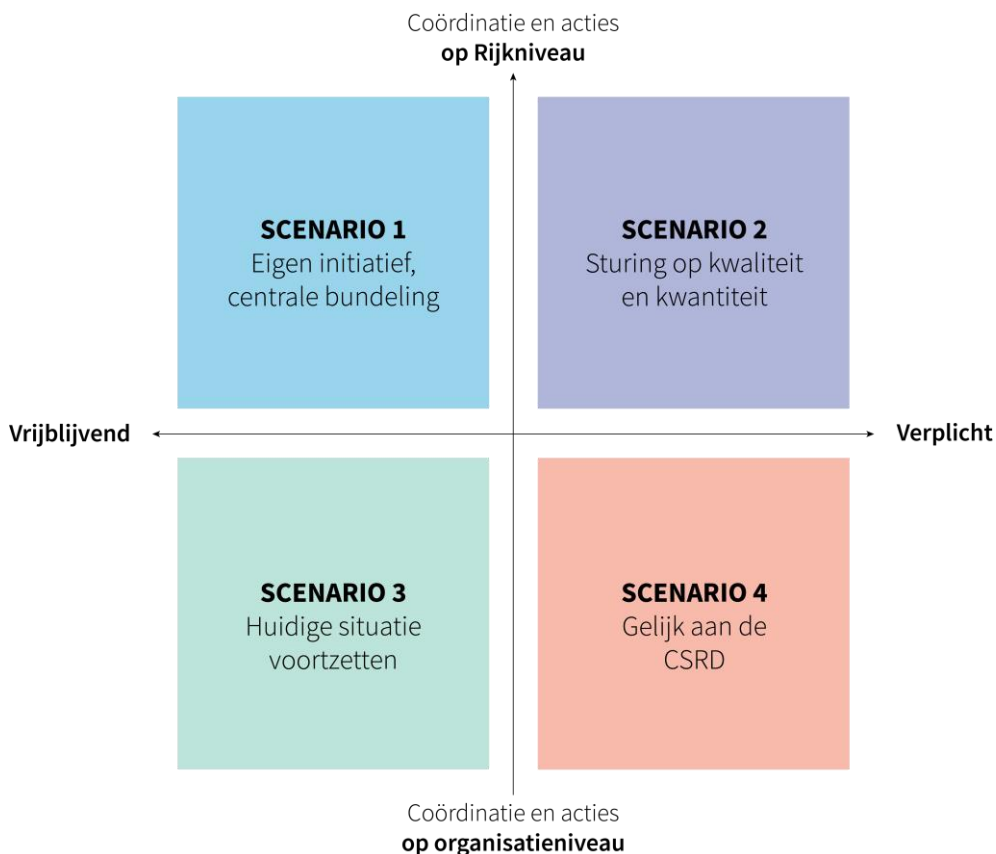 Coördinatie en acties
op Rijkniveau
SCENARIO 1
Eigen initiatief,
centrale bundeling
SCENARIO 2
Sturing op kwaliteit
en kwantiteit
Vrijblijvend
Verplicht
SCENARIO 3
Huidige situatie
voortzetten
SCENARIO 4
Gelijk aan de
CSRD
Coördinatie en acties
op organisatieniveau